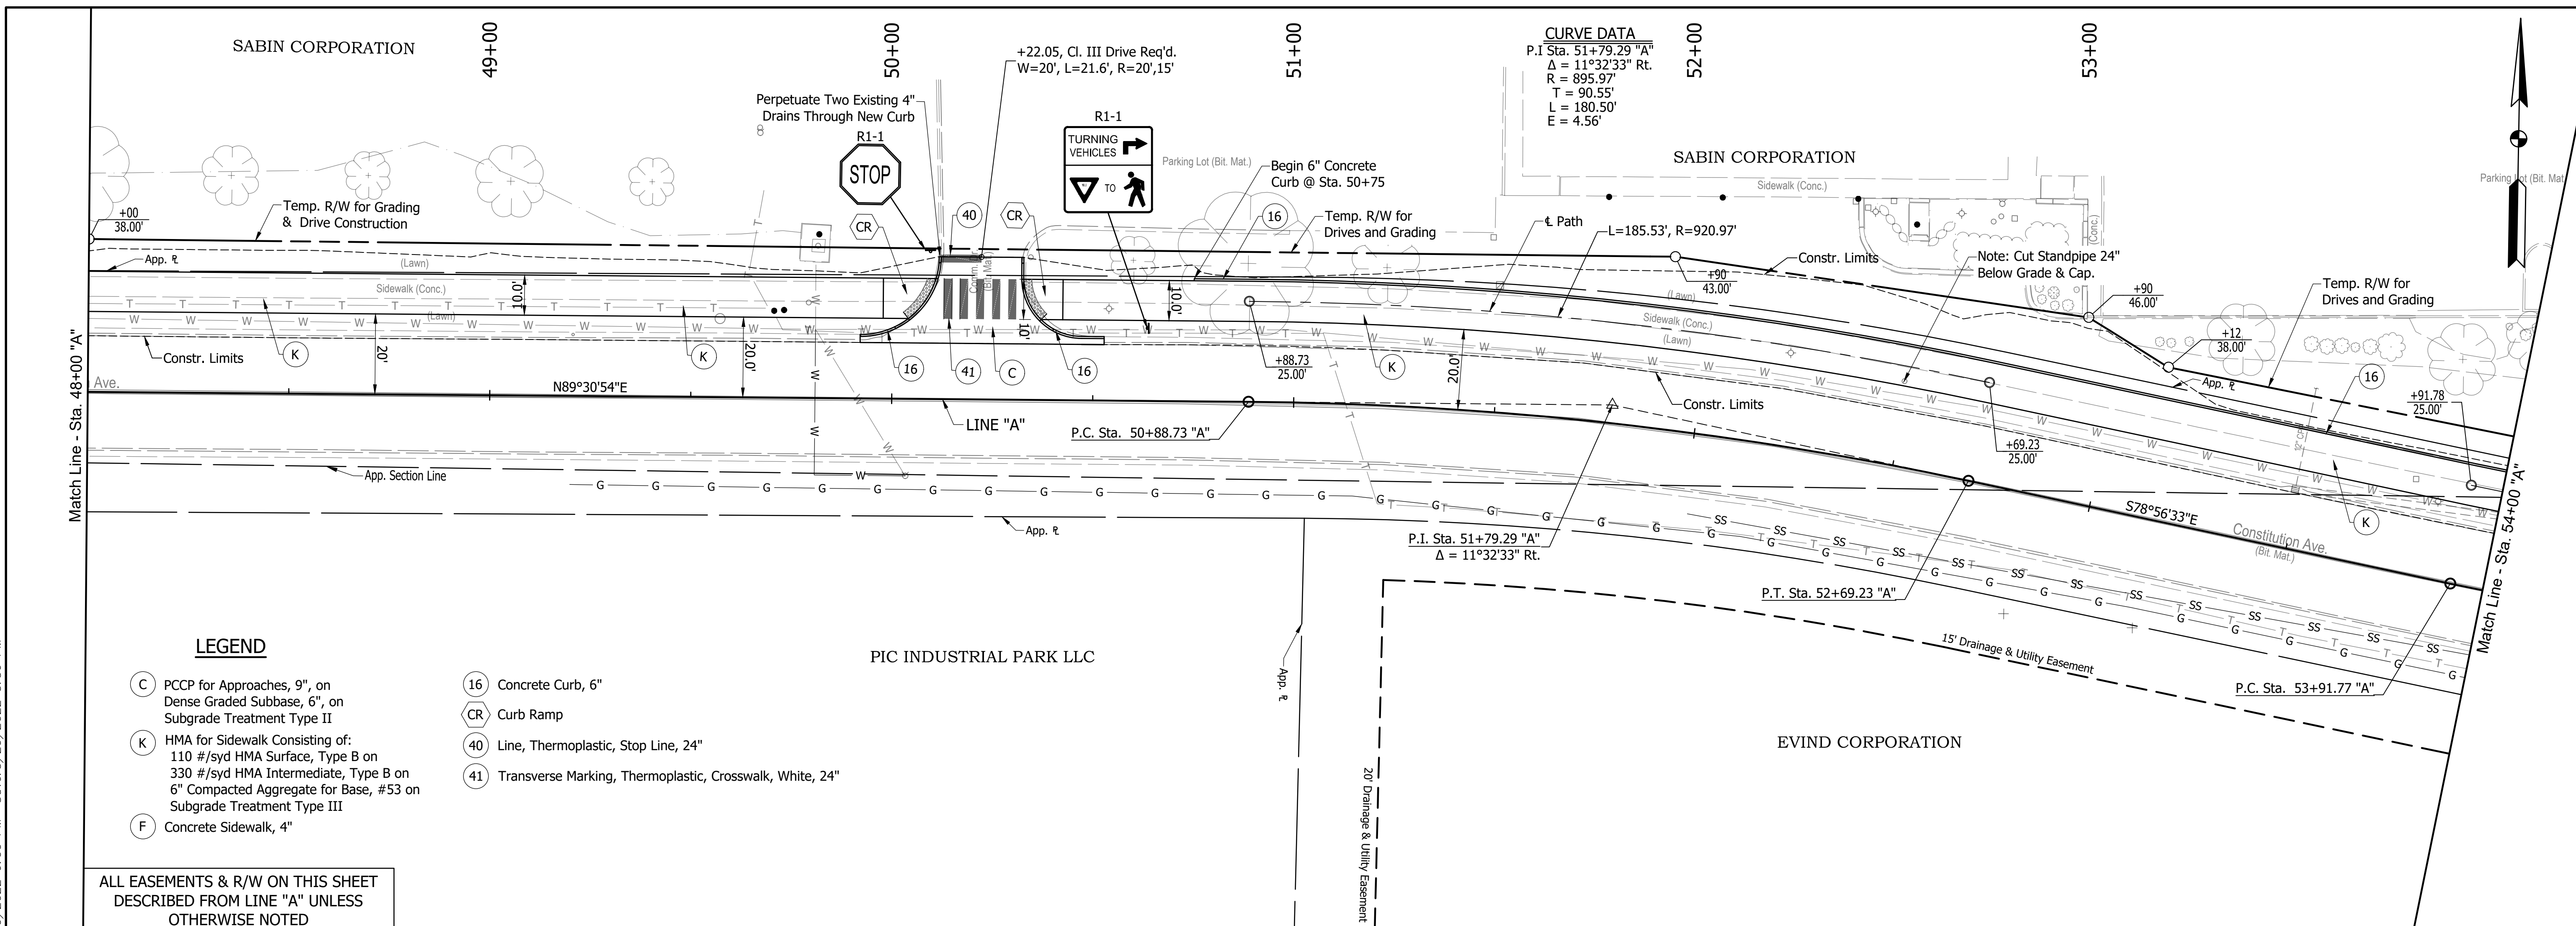 SABIN CORPORATION
49+00
50+00
51+00
52+00
53+00
+22.05, Cl. III Drive Req'd.
W=20', L=21.6', R=20',15'
CURVE DATA
P.I Sta. 51+79.29 "A"
Δ = 11°32'33" Rt.
R = 895.97'
T = 90.55'
L = 180.50'
E = 4.56'
Perpetuate Two Existing 4"
Drains Through New Curb
R1-1
STOP
R1-1
TURNING
VEHICLES
TO
Parking Lot (Bit. Mat.)
Begin 6" Concrete
Curb @ Sta. 50+75
SABIN CORPORATION
Sidewalk (Conc.)
Parking Lot (Bit. Mat.
+00
38.00'
Temp. R/W for Grading
& Drive Construction
CR
40
CR
16
Temp. R/W for
Drives and Grading
℄ Path
L=185.53', R=920.97'
Constr. Limits
(Conc.)
Note: Cut Standpipe 24"
Below Grade & Cap.
App. ⅊
(Lawn)
Sidewalk (Conc.)
10.0'
(Lawn)
(Bit. Mat.)
10.0'
10'
+90
43.00'
+90
46.00'
Temp. R/W for
Drives and Grading
(Lawn)
Sidewalk (Conc.)
(Lawn)
+12
38.00'
Constr. Limits
K
20'
K
20.0'
16
41
C
16
+88.73
25.00'
K
20.0'
Constr. Limits
App. ⅊
16
+91.78
25.00'
Ave.
N89°30'54"E
LINE "A"
P.C. Sta. 50+88.73 "A"
+69.23
25.00'
Match Line - Sta. 48+00 "A"
App. Section Line
App. ⅊
P.I. Sta. 51+79.29 "A"
Δ = 11°32'33" Rt.
S78°56'33"E
Constitution Ave.
(Bit. Mat.)
K
Match Line - Sta. 54+00 "A"
P.T. Sta. 52+69.23 "A"
15' Drainage & Utility Easement
P.C. Sta. 53+91.77 "A"
PIC INDUSTRIAL PARK LLC
App. ⅊
20' Drainage & Utility Easement
EVIND CORPORATION
LEGEND
C PCCP for Approaches, 9", on
Dense Graded Subbase, 6", on
Subgrade Treatment Type II
K HMA for Sidewalk Consisting of:
110 #/syd HMA Surface, Type B on
330 #/syd HMA Intermediate, Type B on
6" Compacted Aggregate for Base, #53 on
Subgrade Treatment Type III
F Concrete Sidewalk, 4"
16 Concrete Curb, 6"
CR Curb Ramp
40 Line, Thermoplastic, Stop Line, 24"
41 Transverse Marking, Thermoplastic, Crosswalk, White, 24"
ALL EASEMENTS & R/W ON THIS SHEET
DESCRIBED FROM LINE "A" UNLESS
OTHERWISE NOTED